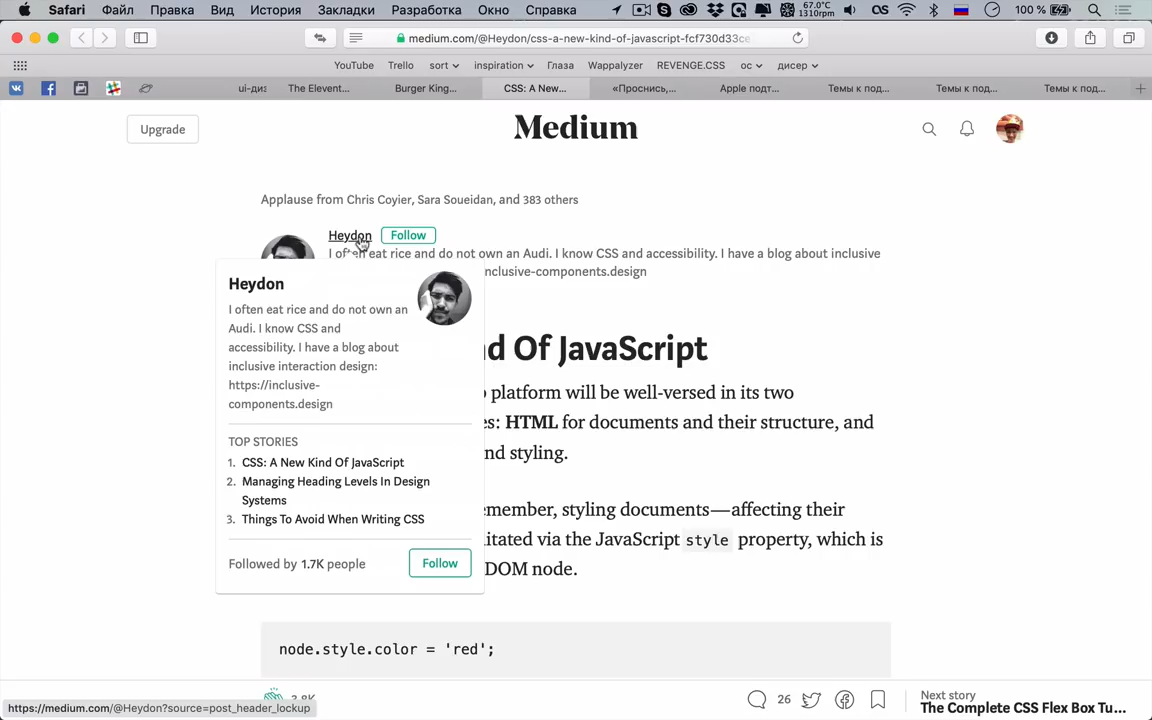 Safari Файл Правка Вид История Закладки Разработка Окно Справка 67.0°C 1310rpm 100 %
medium.com/@Heydon/css-a-new-kind-of-javascript-fcf730d33ce
YouTube Trello sort inspiration Глаза Wappalyzer REVENGE.CSS ос дисер
ui-диз The Elevent... Burger King... CSS: A New... «Проснись,... Apple подт... Темы к под... Темы к под... Темы к под...
Upgrade
Medium
Applause from Chris Coyier, Sara Soueidan, and 383 others
Heydon Follow
I often eat rice and do not own an Audi. I know CSS and accessibility. I have a blog about inclusive
inclusive-components.design
Heydon
I often eat rice and do not own an
Audi. I know CSS and
accessibility. I have a blog about
inclusive interaction design:
https://inclusive-
components.design
TOP STORIES
1. CSS: A New Kind Of JavaScript
2. Managing Heading Levels In Design
Systems
3. Things To Avoid When Writing CSS
Followed by 1.7K people Follow
nd Of JavaScript
platform will be well-versed in its two
es: HTML for documents and their structure, and
nd styling.
emember, styling documents—affecting their
itated via the JavaScript style property, which is
DOM node.
node.style.color = 'red';
3.8K
26
Next story
The Complete CSS Flex Box Tu...
https://medium.com/@Heydon?source=post_header_lockup